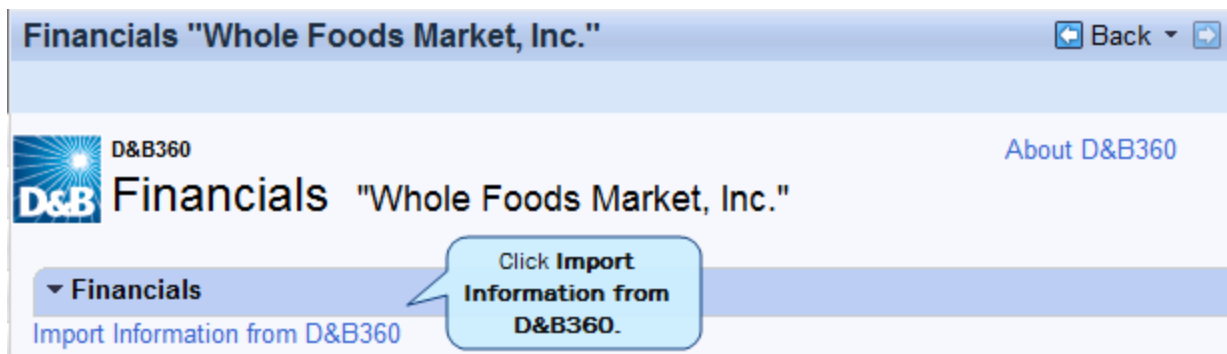 Financials "Whole Foods Market, Inc." Back
D&B360 About D&B360
D&B Financials "Whole Foods Market, Inc."
Click Import
Information from
D&B360.
Financials
Import Information from D&B360